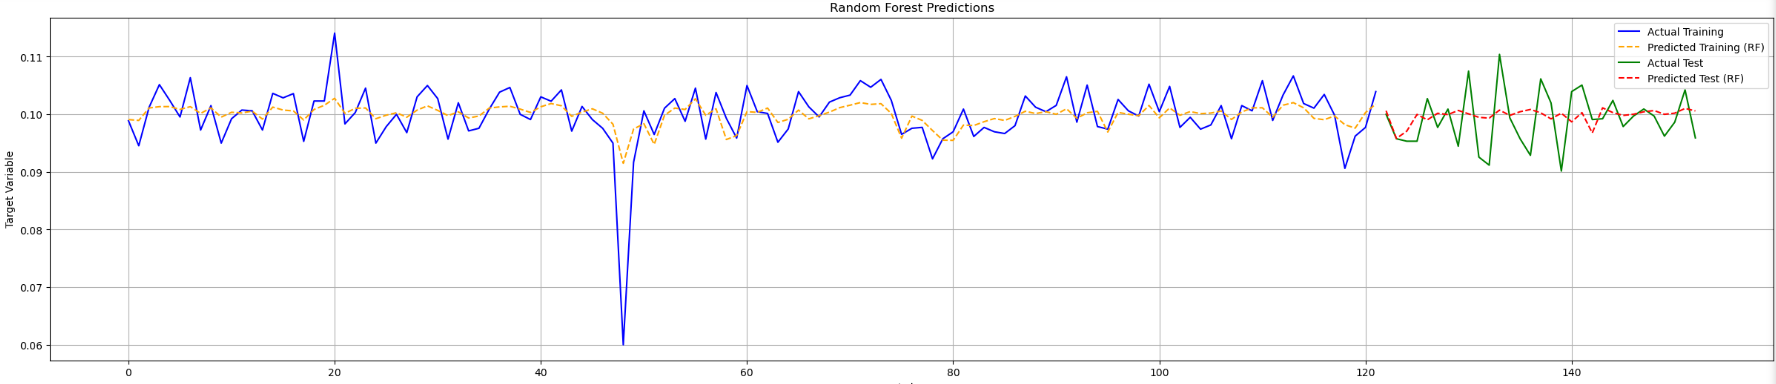 Random Forest Predictions
Target Variable
0.11
0.10
0.09
0.08
0.07
0.06
0
20
40
60
80
100
120
140
Actual Training
Predicted Training (RF)
Actual Test
Predicted Test (RF)